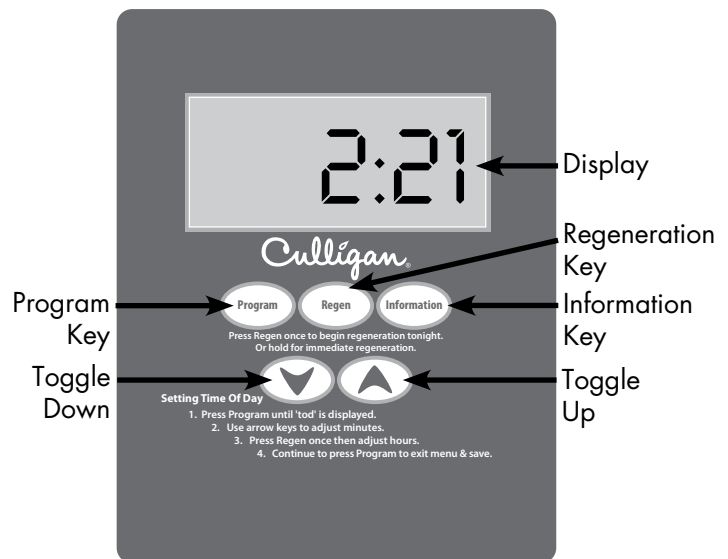 2:21
Display
Culligan®
Regeneration
Key
Program
Key
Program
Regen
Information
Information
Key
Press Regen once to begin regeneration tonight.
Or hold for immediate regeneration.
Toggle
Down
Toggle
Up
Setting Time Of Day
1. Press Program until 'tod' is displayed.
2. Use arrow keys to adjust minutes.
3. Press Regen once then adjust hours.
4. Continue to press Program to exit menu & save.